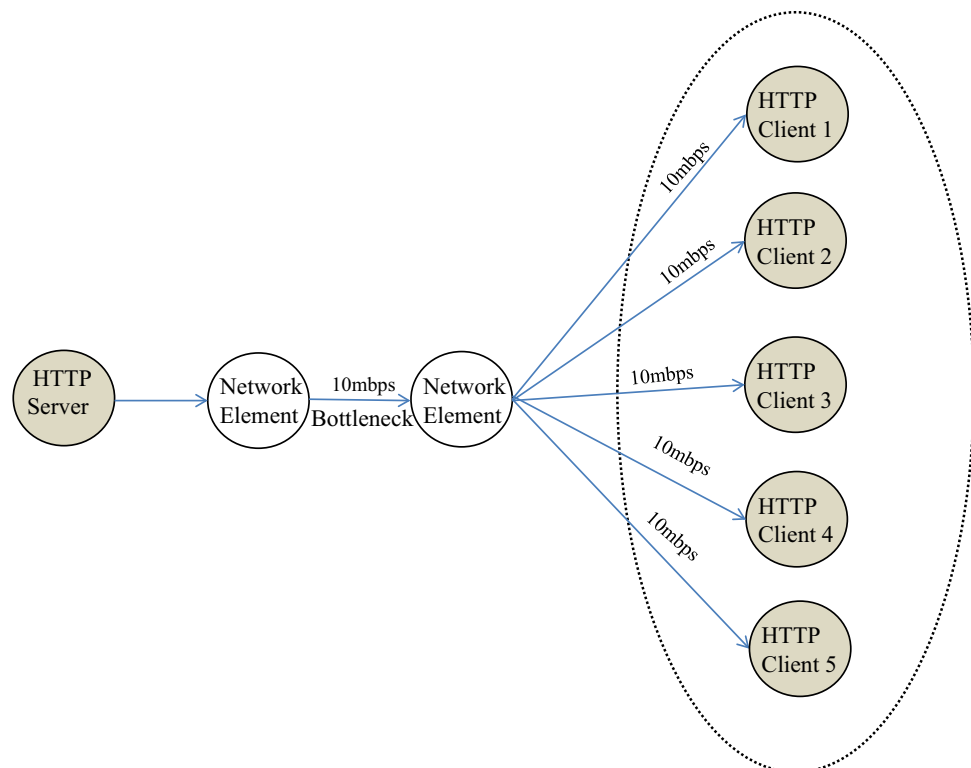 HTTP
Server
Network
Element
10mbps
Bottleneck
Network
Element
10mbps
HTTP
Client 1
10mbps
HTTP
Client 2
10mbps
HTTP
Client 3
10mbps
HTTP
Client 4
10mbps
HTTP
Client 5